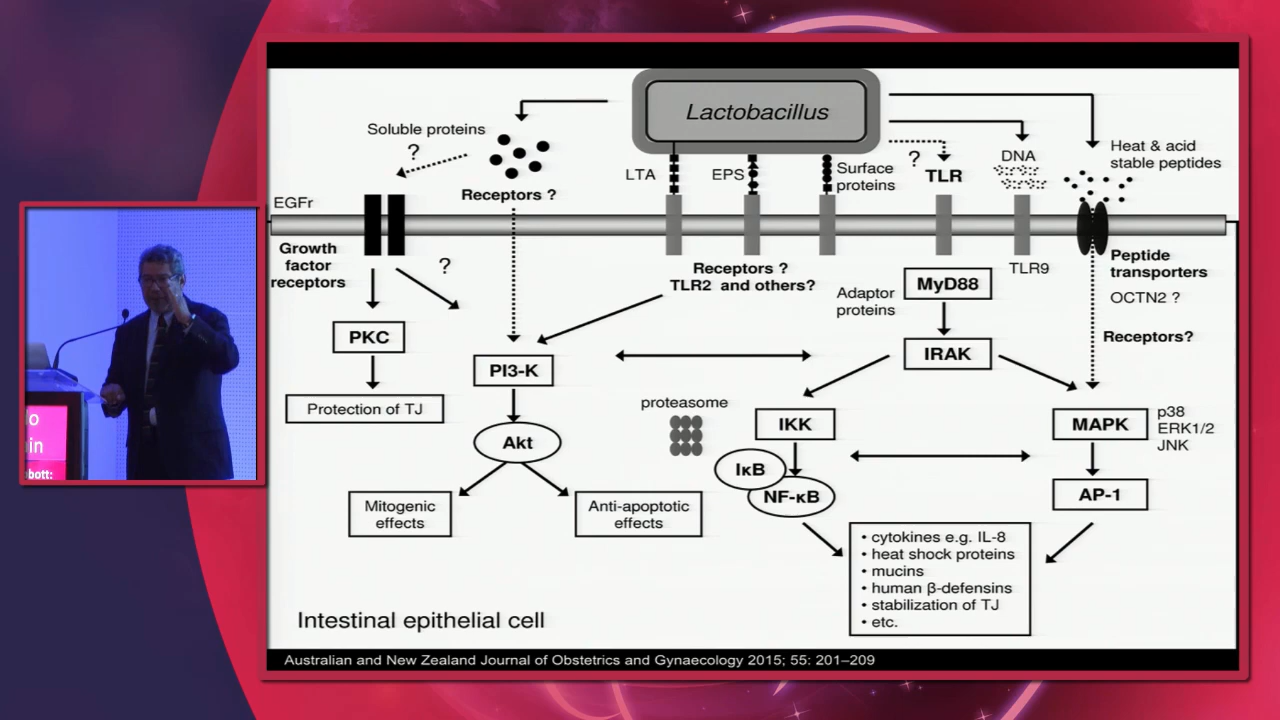 Lactobacillus
Soluble proteins
?
Receptors ?
LTA
EPS
Surface
proteins
?
TLR
DNA
Heat & acid
stable peptides
EGFr
Growth
factor
receptors
?
Receptors ?
TLR2 and others?
Adaptor
proteins
MyD88
TLR9
Peptide
transporters
OCTN2 ?
Receptors?
PKC
IRAK
PI3-K
Protection of TJ
proteasome
IKK
MAPK
p38
ERK1/2
JNK
Akt
IκB
NF-κB
AP-1
Mitogenic
effects
Anti-apoptotic
effects
• cytokines e.g. IL-8
• heat shock proteins
• mucins
• human β-defensins
• stabilization of TJ
• etc.
Intestinal epithelial cell
Australian and New Zealand Journal of Obstetrics and Gynaecology 2015; 55: 201–209
lo
in
bott: